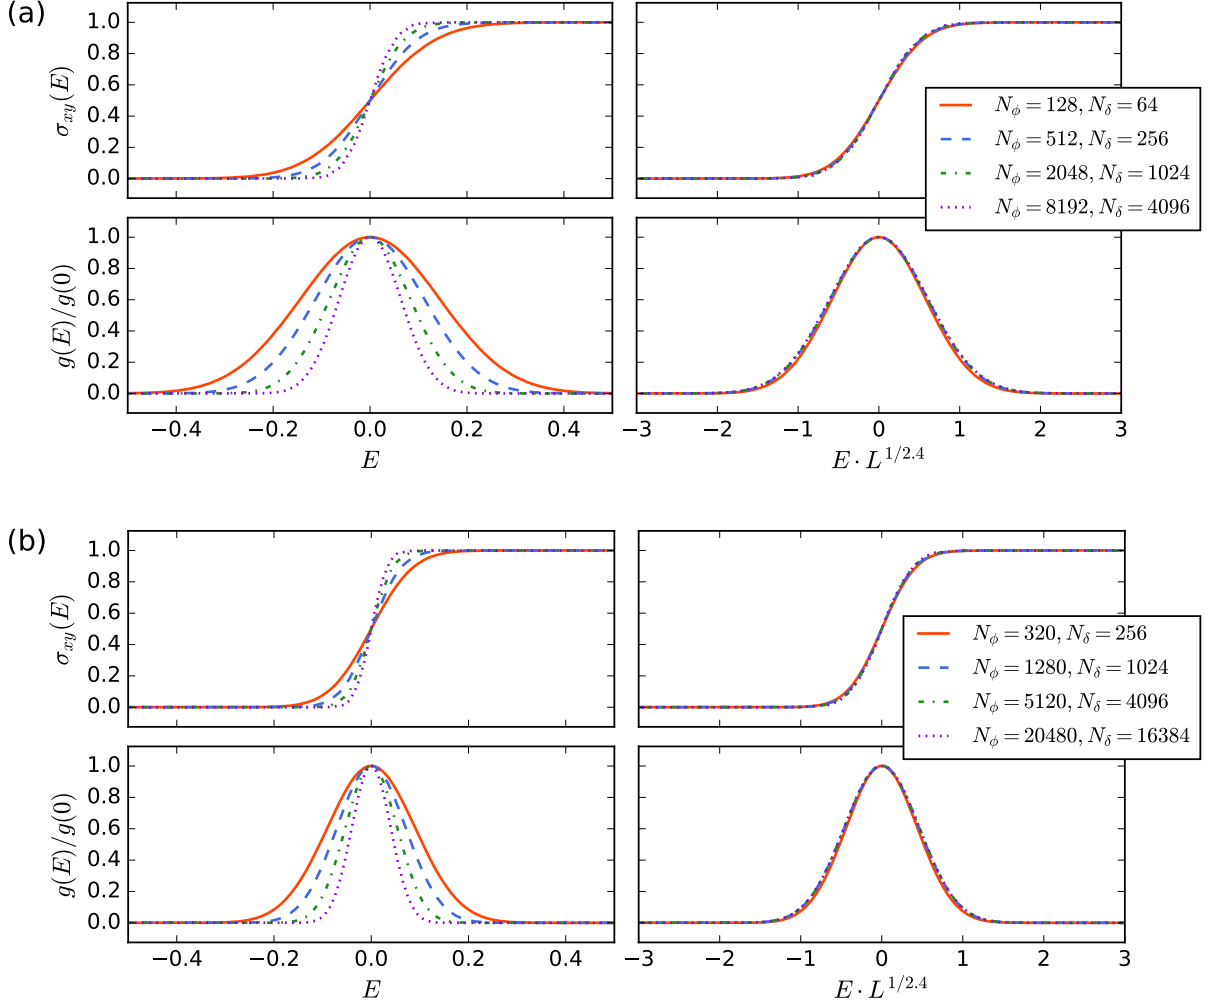 (a)
1.0
0.8
0.6
0.4
0.2
0.0
σxy(E)
Nϕ = 128, Nδ = 64
Nϕ = 512, Nδ = 256
Nϕ = 2048, Nδ = 1024
Nϕ = 8192, Nδ = 4096
1.0
0.8
0.6
0.4
0.2
0.0
g(E)/g(0)
−0.4 −0.2 0.0 0.2 0.4
E
−3 −2 −1 0 1 2 3
E · L^{1/2.4}
(b)
1.0
0.8
0.6
0.4
0.2
0.0
σxy(E)
Nϕ = 320, Nδ = 256
Nϕ = 1280, Nδ = 1024
Nϕ = 5120, Nδ = 4096
Nϕ = 20480, Nδ = 16384
1.0
0.8
0.6
0.4
0.2
0.0
g(E)/g(0)
−0.4 −0.2 0.0 0.2 0.4
E
−3 −2 −1 0 1 2 3
E · L^{1/2.4}